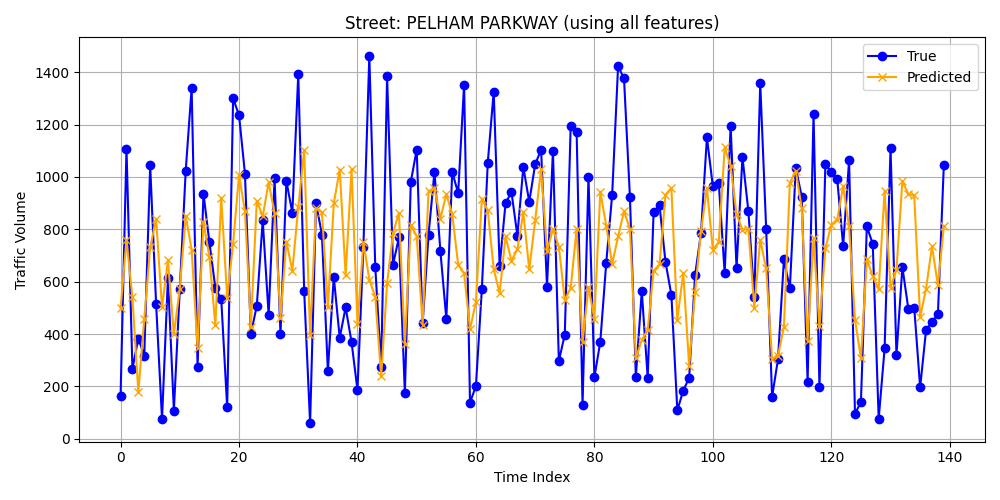 Street: PELHAM PARKWAY (using all features)
True
Predicted
Traffic Volume
1400
1200
1000
800
600
400
200
0
0 20 40 60 80 100 120 140
Time Index